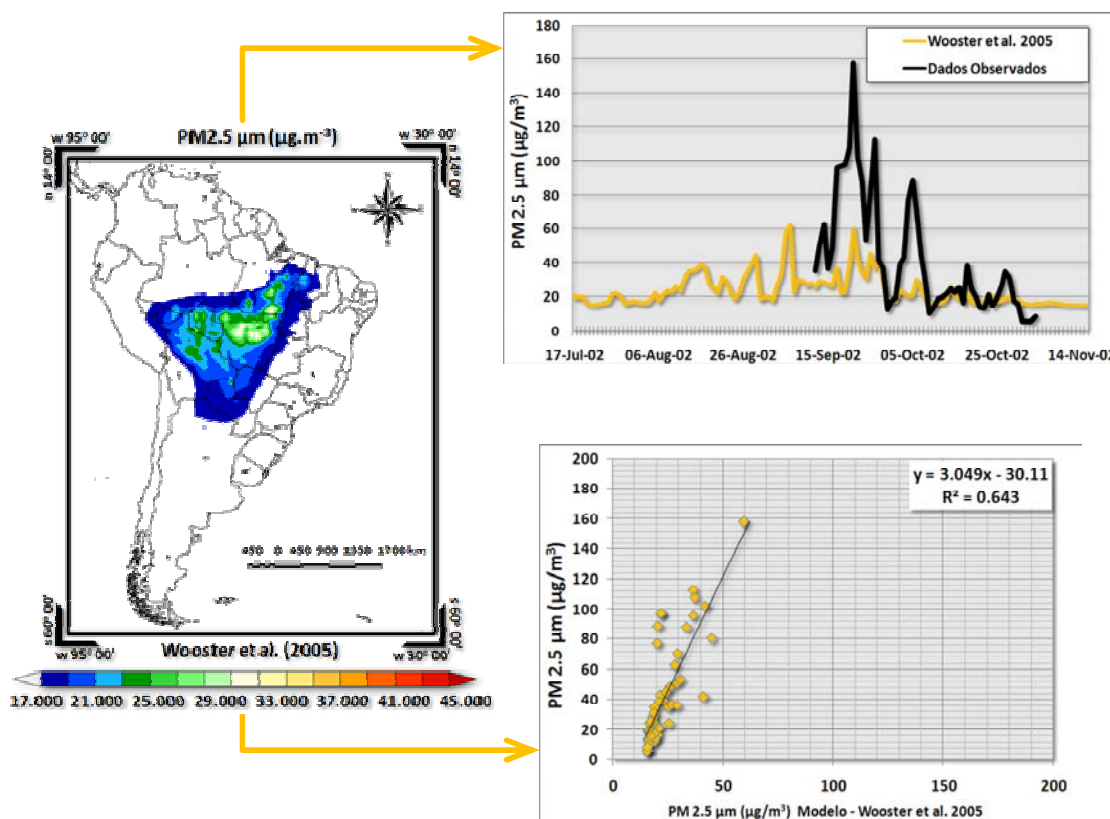 PM2.5 µm (µg.m⁻³)
w 95° 00'
w 30° 00'
n 14° 00'
n 14° 00'
s 60° 00'
s 60° 00'
w 95° 00'
w 30° 00'
Wooster et al. (2005)
17.000 21.000 25.000 29.000 33.000 37.000 41.000 45.000
PM 2.5 µm (µg/m³)
180
160
140
120
100
80
60
40
20
0
Wooster et al. 2005
Dados Observados
17-Jul-02 06-Aug-02 26-Aug-02 15-Sep-02 05-Oct-02 25-Oct-02 14-Nov-02
PM 2.5 µm (µg/m³)
200
180
160
140
120
100
80
60
40
20
0
y = 3.049x - 30.11
R² = 0.643
0 50 100 150 200
PM 2.5 µm (µg/m³) Modelo - Wooster et al. 2005